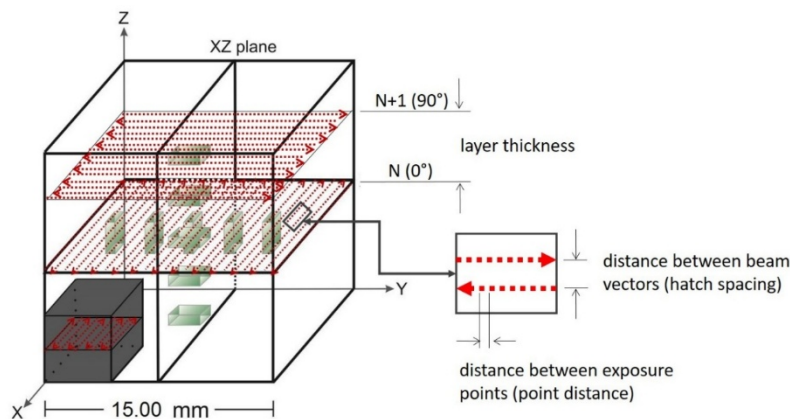 Z
XZ plane
N+1 (90°)
layer thickness
N (0°)
Y
distance between beam
vectors (hatch spacing)
distance between exposure
points (point distance)
X
15.00 mm